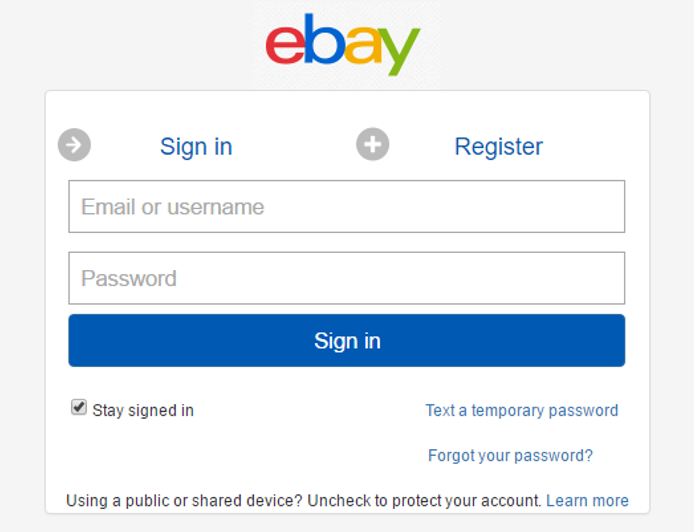 ebay
Sign in
Register
Email or username
Password
Sign in
Stay signed in
Text a temporary password
Forgot your password?
Using a public or shared device? Uncheck to protect your account. Learn more